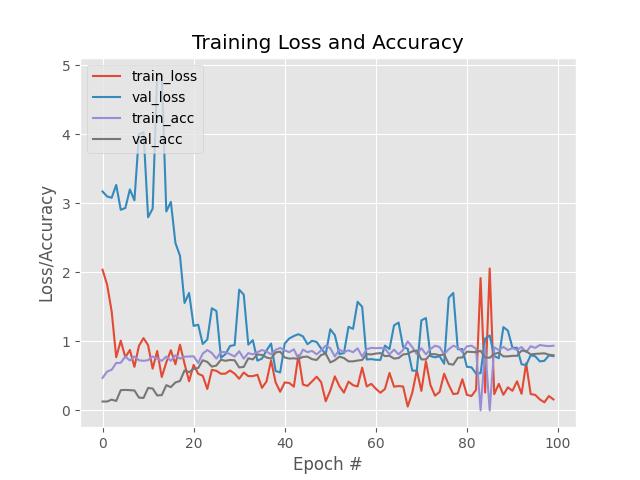 Training Loss and Accuracy
train_loss
val_loss
train_acc
val_acc
5
4
3
2
1
0
Loss/Accuracy
0 20 40 60 80 100
Epoch #